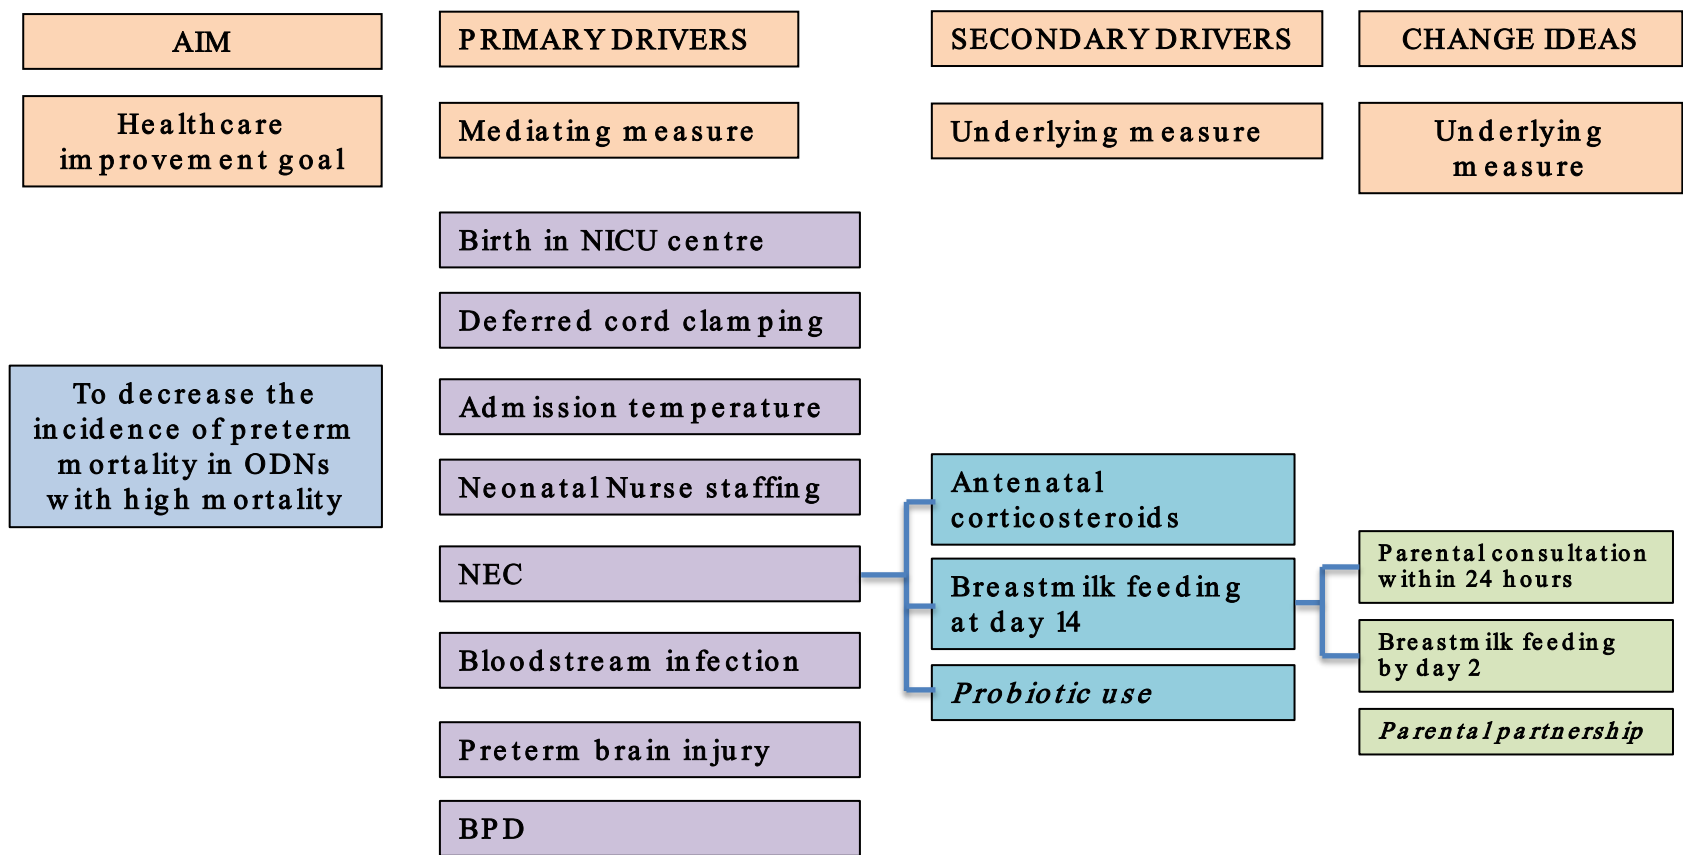 AIM
PRIMARY DRIVERS
SECONDARY DRIVERS
CHANGE IDEAS
Healthcare
improvement goal
Mediating measure
Underlying measure
Underlying
measure
Birth in NICU centre
Deferred cord clamping
To decrease the
incidence of preterm
mortality in ODNs
with high mortality
Admission temperature
Neonatal Nurse staffing
NEC
Bloodstream infection
Preterm brain injury
BPD
Antenatal
corticosteroids
Breastmilk feeding
at day 14
Probiotic use
Parental consultation
within 24 hours
Breastmilk feeding
by day 2
Parental partnership